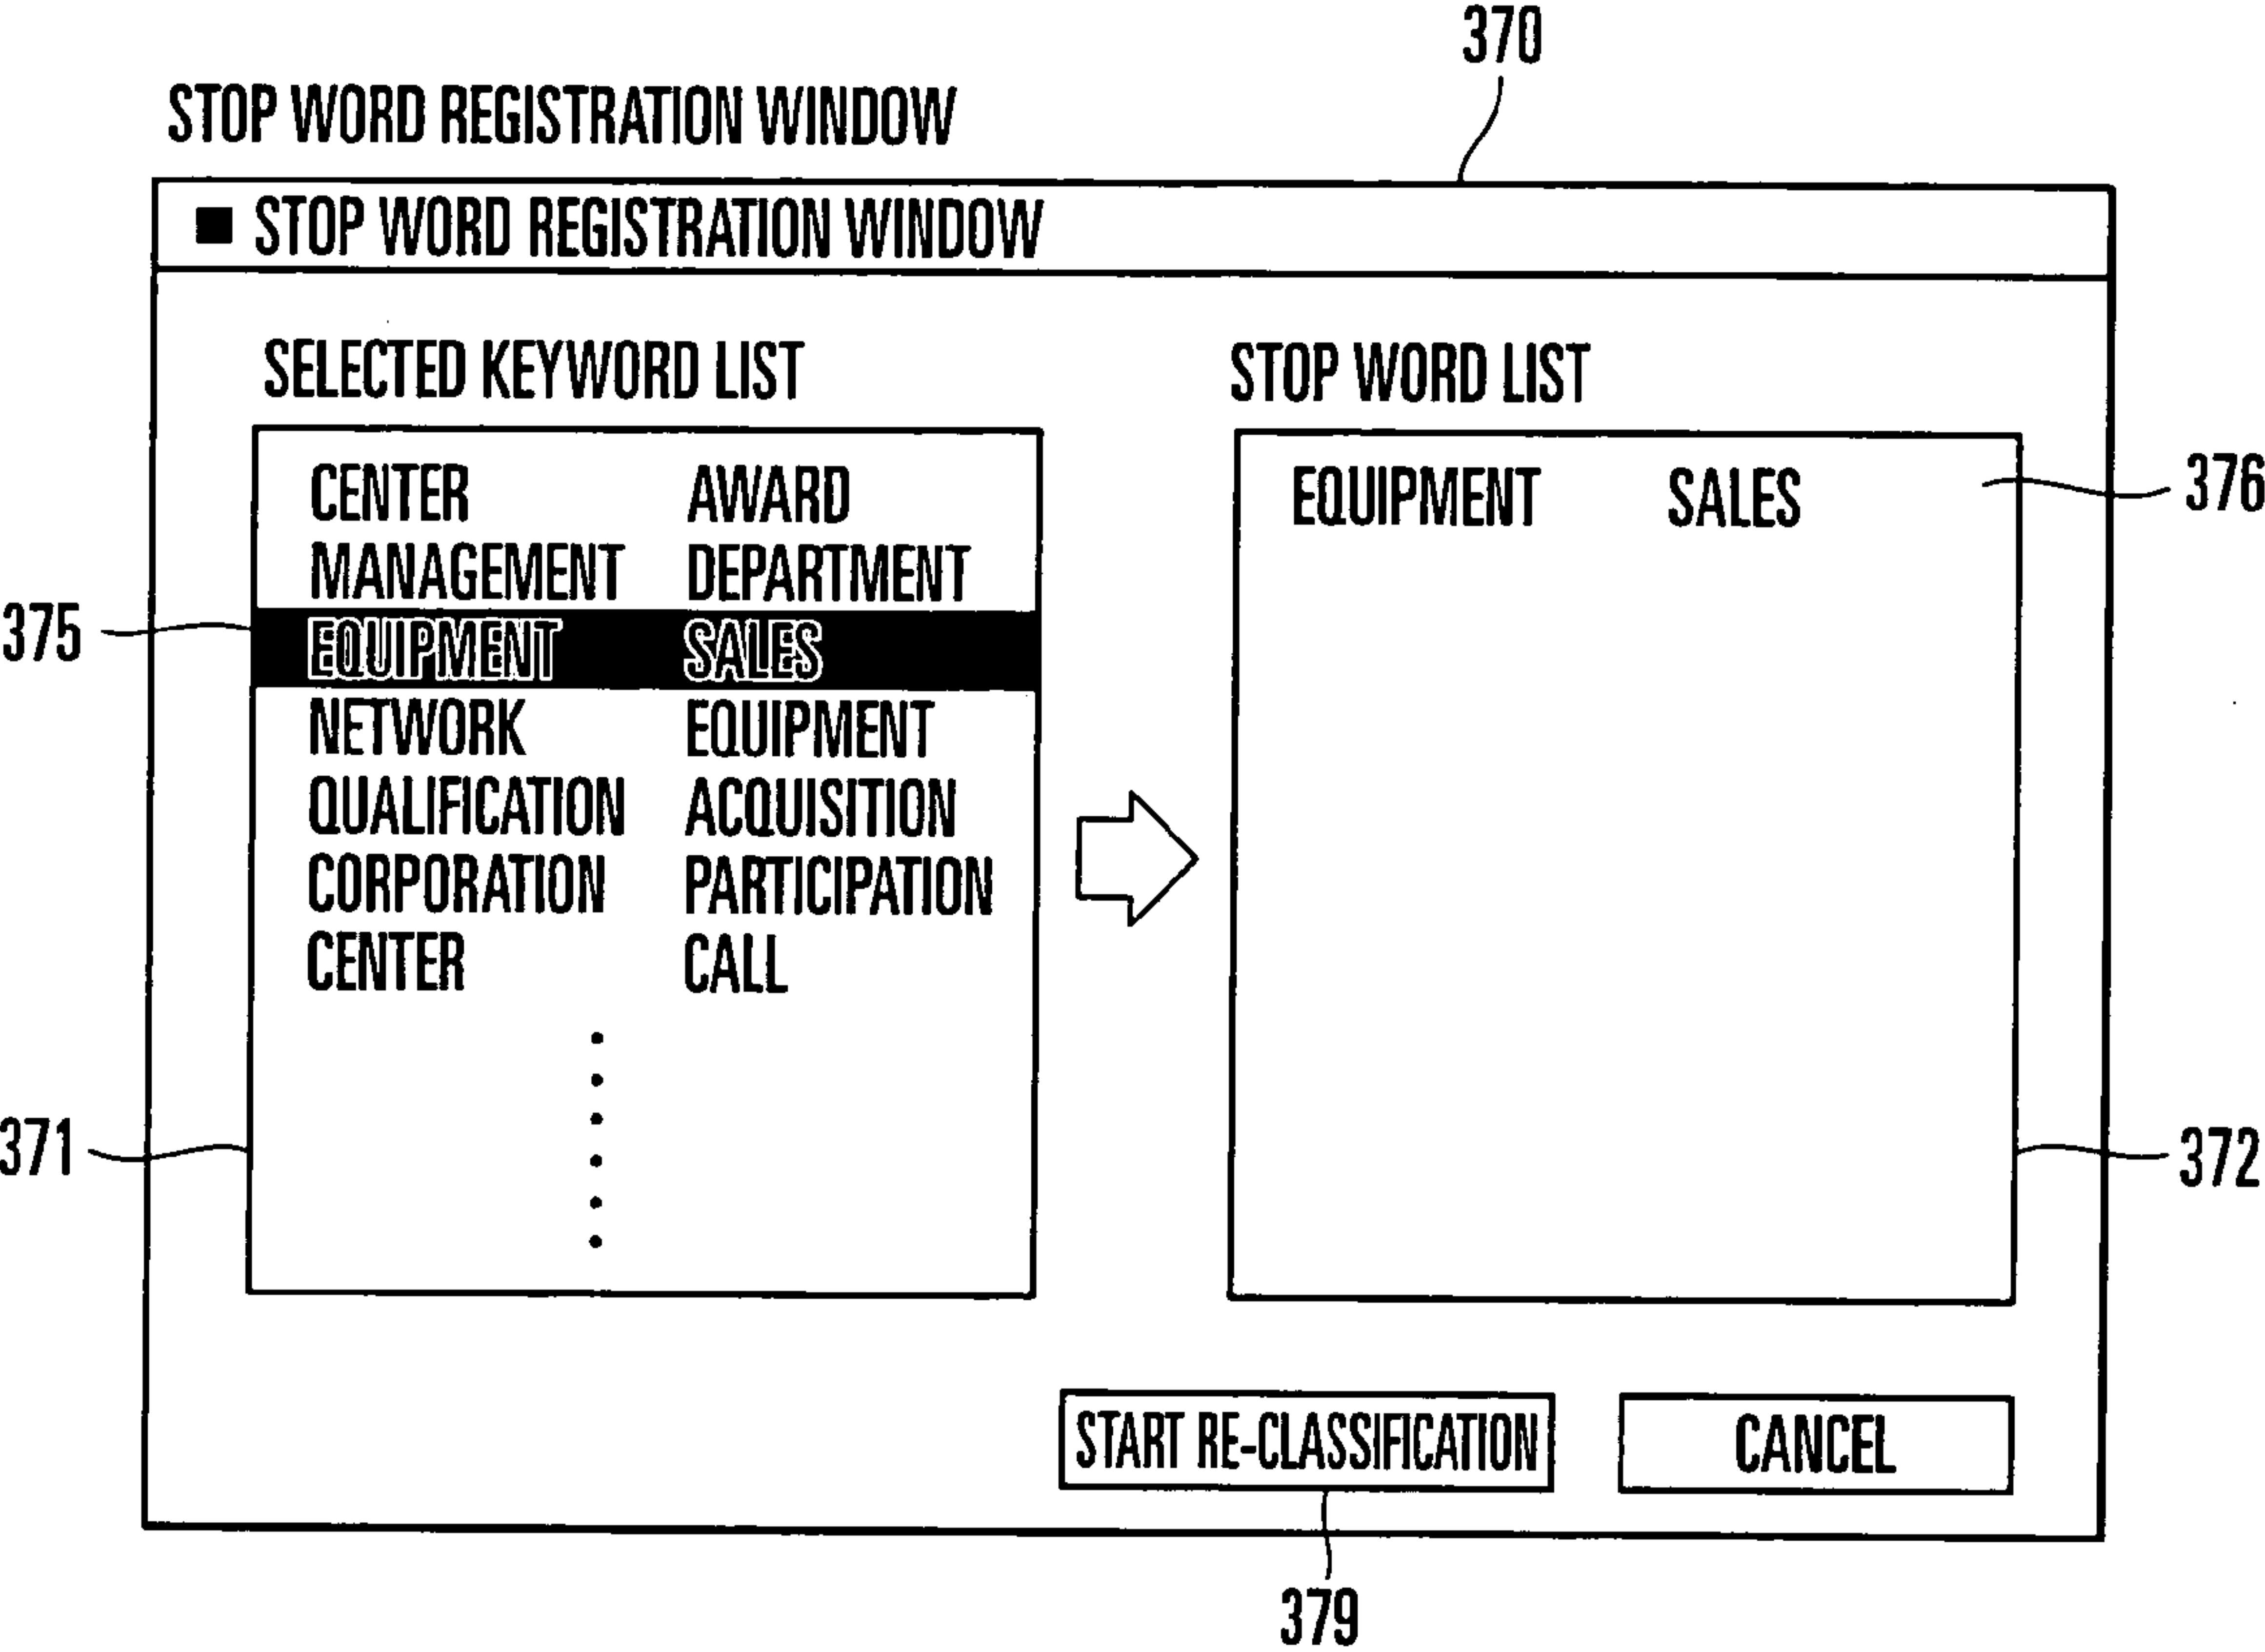 370
STOP WORD REGISTRATION WINDOW
STOP WORD REGISTRATION WINDOW
SELECTED KEYWORD LIST
CENTER AWARD
MANAGEMENT DEPARTMENT
EQUIPMENT SALES
NETWORK EQUIPMENT
QUALIFICATION ACQUISITION
CORPORATION PARTICIPATION
CENTER CALL
STOP WORD LIST
EQUIPMENT SALES
376
375
371
372
START RE-CLASSIFICATION
CANCEL
379